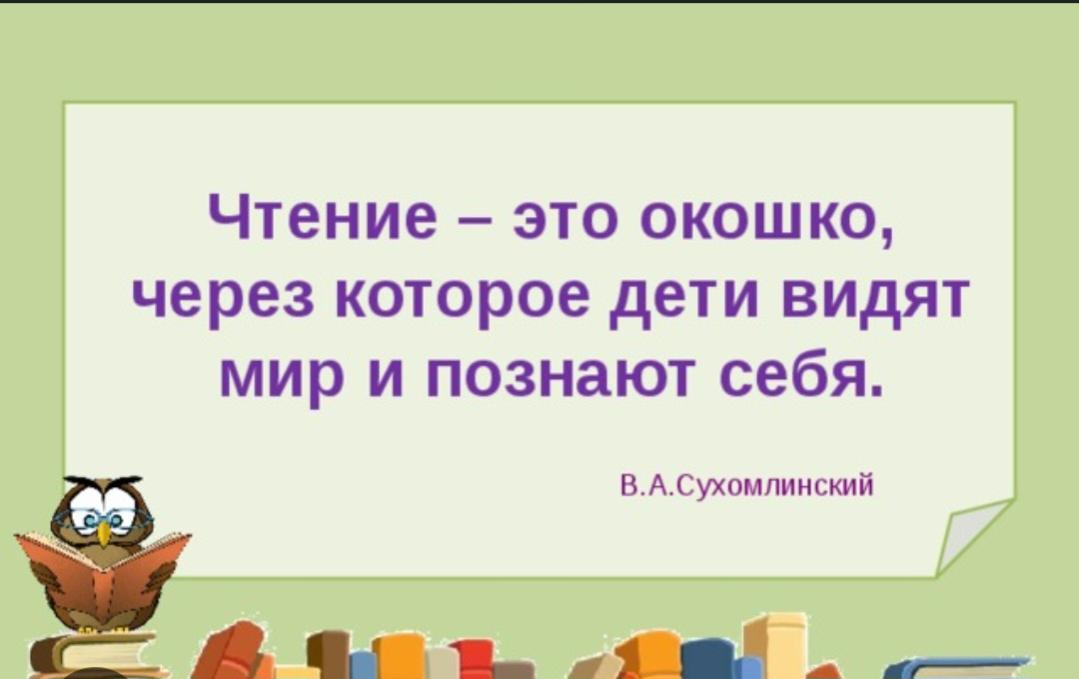 Чтение – это окошко,
через которое дети видят
мир и познают себя.
В.А.Сухомлинский